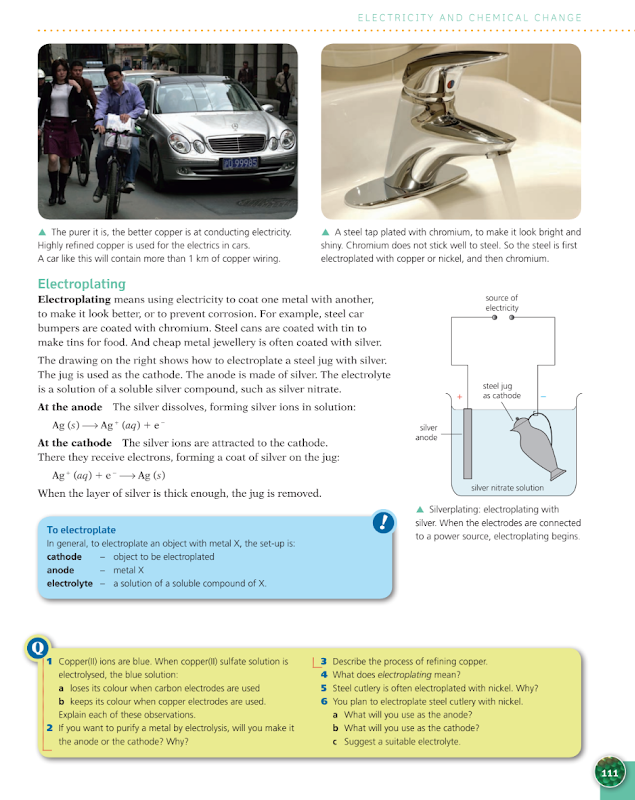 ELECTRICITY AND CHEMICAL CHANGE
▲ The purer it is, the better copper is at conducting electricity.
Highly refined copper is used for the electrics in cars.
A car like this will contain more than 1 km of copper wiring.
▲ A steel tap plated with chromium, to make it look bright and
shiny. Chromium does not stick well to steel. So the steel is first
electroplated with copper or nickel, and then chromium.
Electroplating
Electroplating means using electricity to coat one metal with another,
to make it look better, or to prevent corrosion. For example, steel car
bumpers are coated with chromium. Steel cans are coated with tin to
make tins for food. And cheap metal jewellery is often coated with silver.
The drawing on the right shows how to electroplate a steel jug with silver.
The jug is used as the cathode. The anode is made of silver. The electrolyte
is a solution of a soluble silver compound, such as silver nitrate.
At the anode The silver dissolves, forming silver ions in solution:
Ag (s) ⟶ Ag⁺ (aq) + e⁻
At the cathode The silver ions are attracted to the cathode.
There they receive electrons, forming a coat of silver on the jug:
Ag⁺ (aq) + e⁻ ⟶ Ag (s)
When the layer of silver is thick enough, the jug is removed.
source of
electricity
+
−
steel jug
as cathode
silver
anode
silver nitrate solution
▲ Silverplating: electroplating with
silver. When the electrodes are connected
to a power source, electroplating begins.
!
To electroplate
In general, to electroplate an object with metal X, the set-up is:
cathode – object to be electroplated
anode – metal X
electrolyte – a solution of a soluble compound of X.
Q
1 Copper(II) ions are blue. When copper(II) sulfate solution is
electrolysed, the blue solution:
a loses its colour when carbon electrodes are used
b keeps its colour when copper electrodes are used.
Explain each of these observations.
2 If you want to purify a metal by electrolysis, will you make it
the anode or the cathode? Why?
3 Describe the process of refining copper.
4 What does electroplating mean?
5 Steel cutlery is often electroplated with nickel. Why?
6 You plan to electroplate steel cutlery with nickel.
a What will you use as the anode?
b What will you use as the cathode?
c Suggest a suitable electrolyte.
111